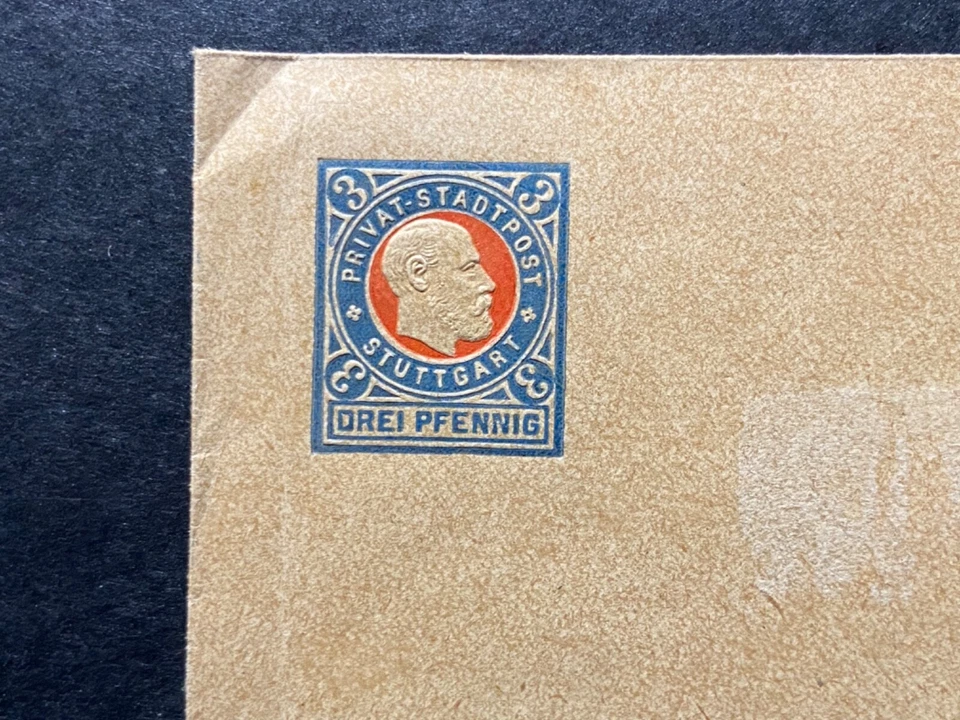 3 3
PRIVAT-STADTPOST
STUTTGART
3 3
DREI PFENNIG